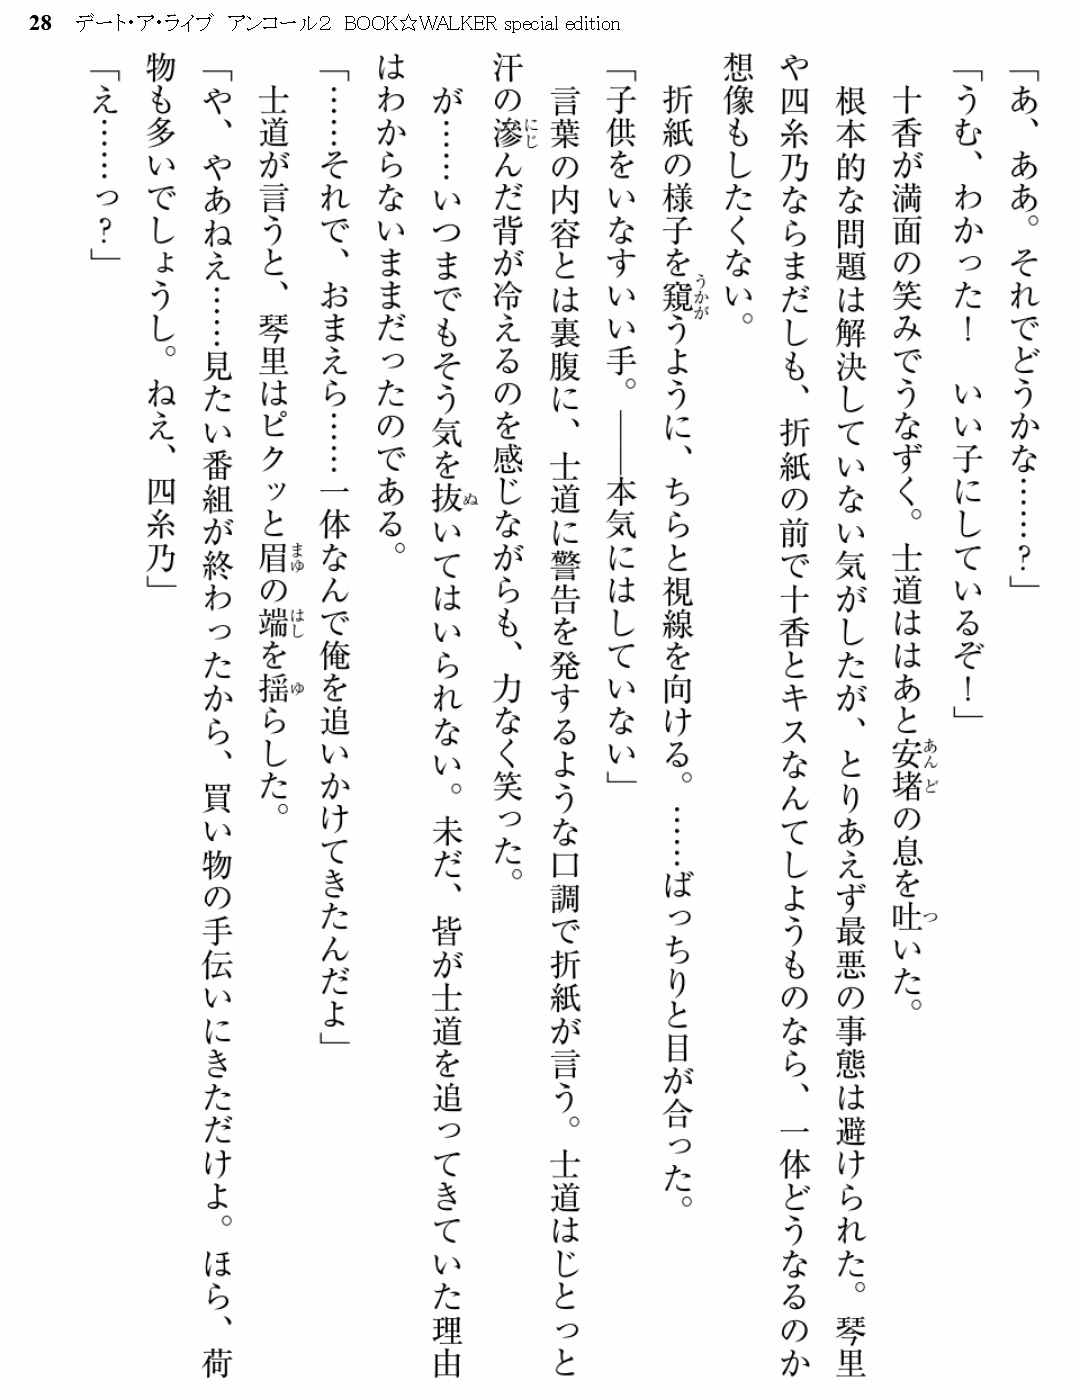 28 デート・ア・ライブ アンコール2 BOOK☆WALKER special edition
「あ、ああ。それでどうかな……?」
「うむ、わかった! いい子にしているぞ!」
十香が満面の笑みでうなずく。士道ははあと安堵の息を吐いた。
根本的な問題は解決していない気がしたが、とりあえず最悪の事態は避けられた。琴里
や四糸乃ならまだしも、折紙の前で十香とキスなんてしようものなら、一体どうなるのか
想像もしたくない。
折紙の様子を窺うように、ちらと視線を向ける。……ばっちりと目が合った。
「子供をいなすいい手。――本気にはしていない」
言葉の内容とは裏腹に、士道に警告を発するような口調で折紙が言う。士道はじとっと
汗の滲んだ背が冷えるのを感じながらも、力なく笑った。
が……いつまでもそう気を抜いてはいられない。未だ、皆が士道を追ってきていた理由
はわからないままだったのである。
「……それで、おまえら……一体なんで俺を追いかけてきたんだよ」
士道が言うと、琴里はピクッと眉の端を揺らした。
「や、やあねえ……見たい番組が終わったから、買い物の手伝いにきただけよ。ほら、荷
物も多いでしょうし。ねえ、四糸乃」
「え……っ?」